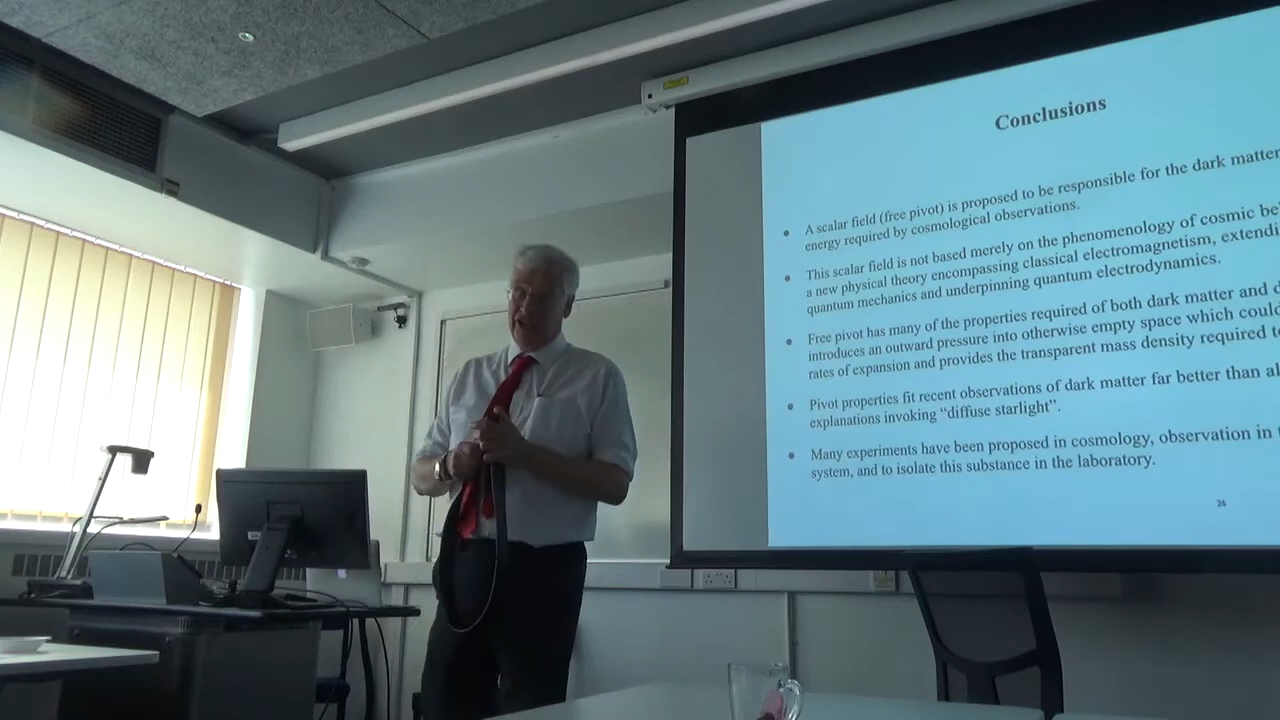 Conclusions
A scalar field (free pivot) is proposed to be responsible for the dark matter
energy required by cosmological observations.
This scalar field is not based merely on the phenomenology of cosmic be
a new physical theory encompassing classical electromagnetism, extendi
quantum mechanics and underpinning quantum electrodynamics.
Free pivot has many of the properties required of both dark matter and d
introduces an outward pressure into otherwise empty space which could
rates of expansion and provides the transparent mass density required to
Pivot properties fit recent observations of dark matter far better than al
explanations invoking “diffuse starlight”.
Many experiments have been proposed in cosmology, observation in t
system, and to isolate this substance in the laboratory.
26